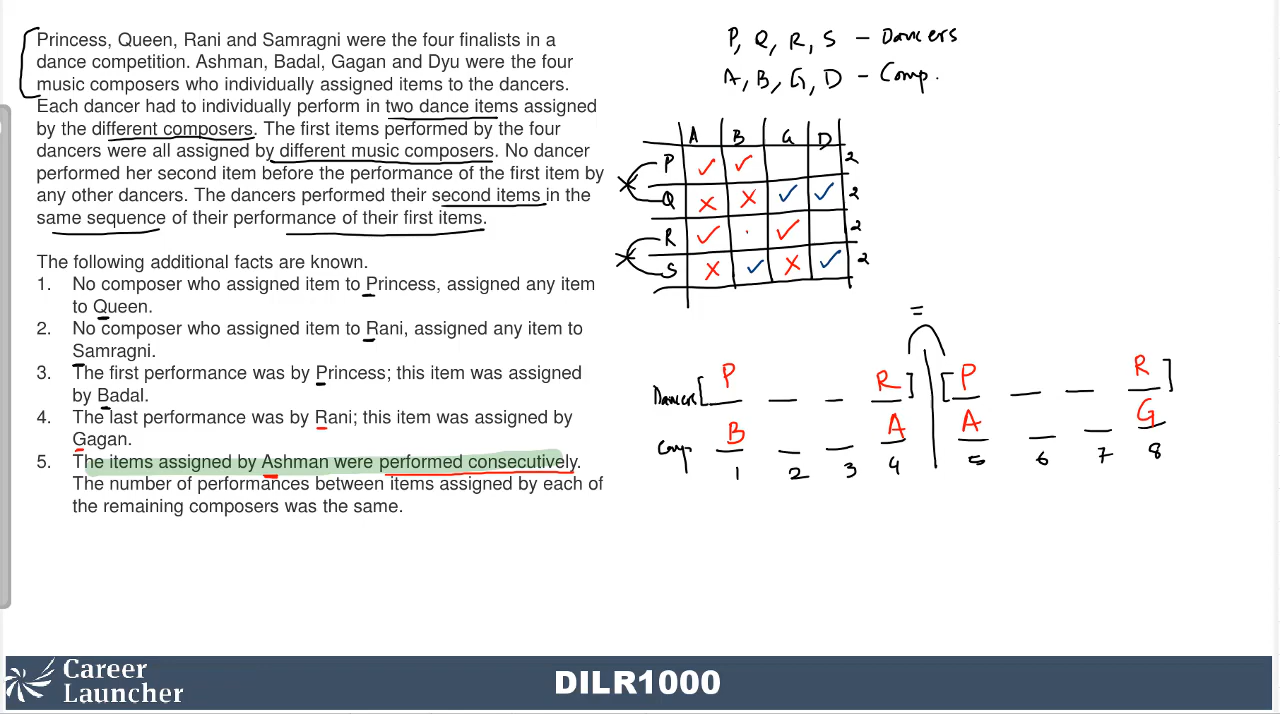 Princess, Queen, Rani and Samragni were the four finalists in a
dance competition. Ashman, Badal, Gagan and Dyu were the four
music composers who individually assigned items to the dancers.
Each dancer had to individually perform in two dance items assigned
by the different composers. The first items performed by the four
dancers were all assigned by different music composers. No dancer
performed her second item before the performance of the first item by
any other dancers. The dancers performed their second items in the
same sequence of their performance of their first items.
The following additional facts are known.
1. No composer who assigned item to Princess, assigned any item
to Queen.
2. No composer who assigned item to Rani, assigned any item to
Samragni.
3. The first performance was by Princess; this item was assigned
by Badal.
4. The last performance was by Rani; this item was assigned by
Gagan.
5. The items assigned by Ashman were performed consecutively.
The number of performances between items assigned by each of
the remaining composers was the same.
P, Q, R, S – Dancers
A, B, G, D – Comp.
A B G D
P ✓ ✓ 2
Q × × ✓ ✓ 2
R ✓ ✓ 2
S × ✓ × ✓ 2
=
Dancer [ P _ _ R ] [ P _ _ R ]
Comp B _ _ A A _ _ G
1 2 3 4 5 6 7 8
Career
Launcher
DILR1000